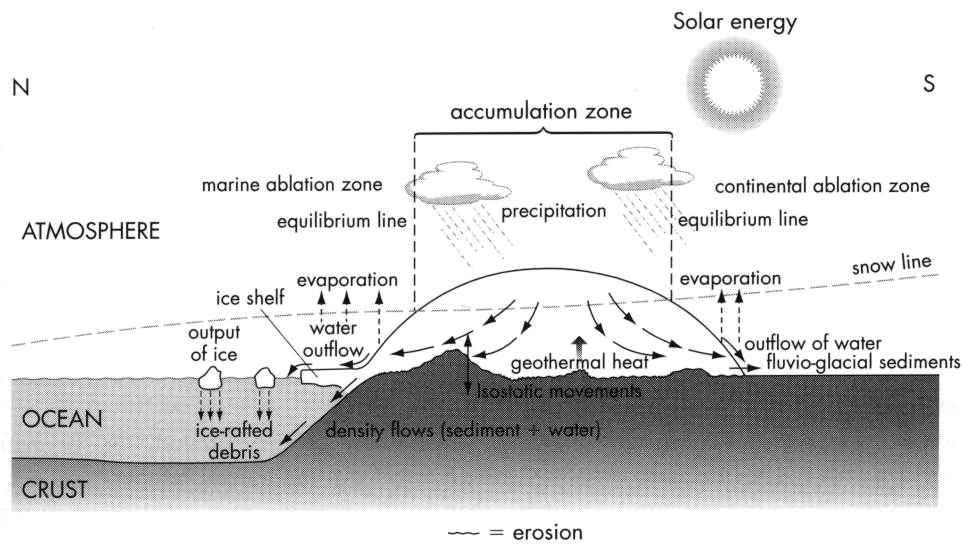 Solar energy
N
S
accumulation zone
marine ablation zone
continental ablation zone
equilibrium line
precipitation
equilibrium line
ATMOSPHERE
snow line
evaporation
evaporation
ice shelf
output
of ice
water
outflow
outflow of water
fluvio-glacial sediments
geothermal heat
Isostatic movements
OCEAN
ice-rafted
debris
density flows (sediment + water)
CRUST
= erosion